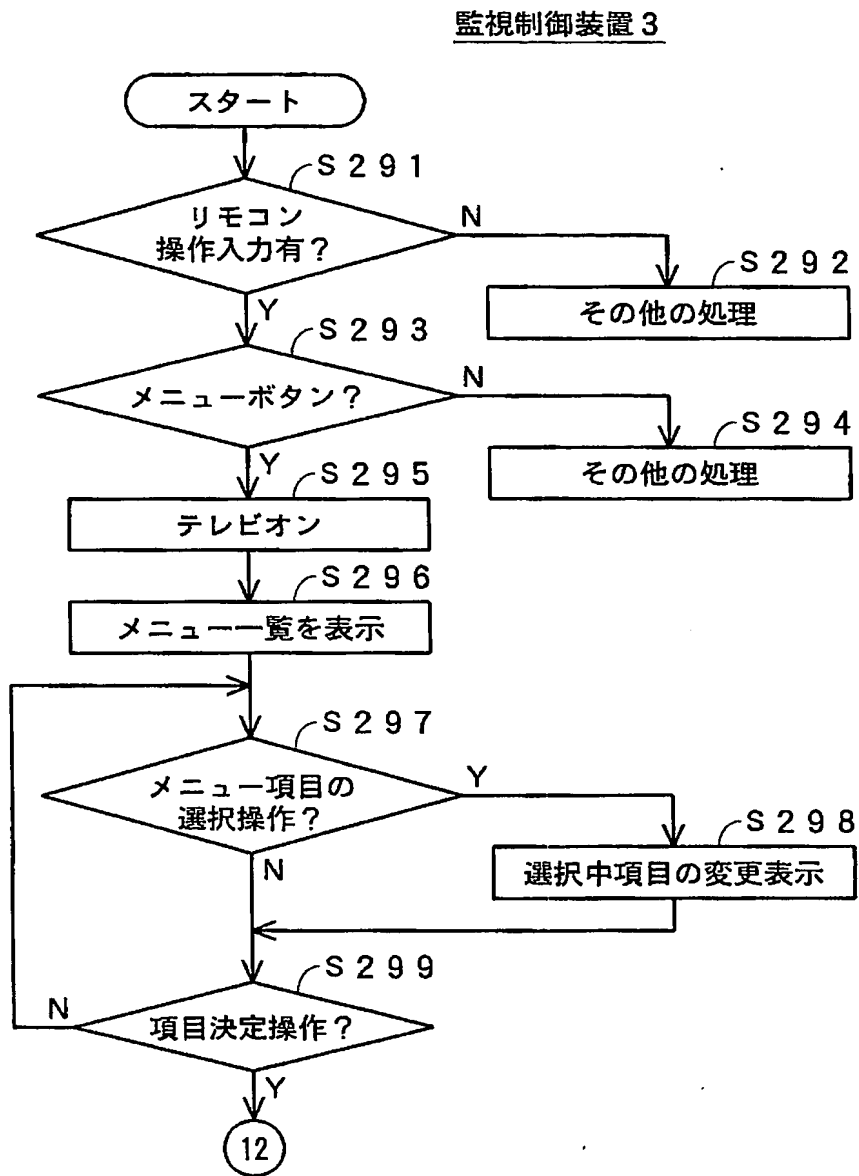 監視制御装置3
スタート
S291
リモコン
操作入力有?
N
S292
その他の処理
Y
S293
メニューボタン?
N
S294
その他の処理
Y
S295
テレビオン
S296
メニュー一覧を表示
S297
メニュー項目の
選択操作?
Y
S298
選択中項目の変更表示
N
S299
項目決定操作?
N
Y
12